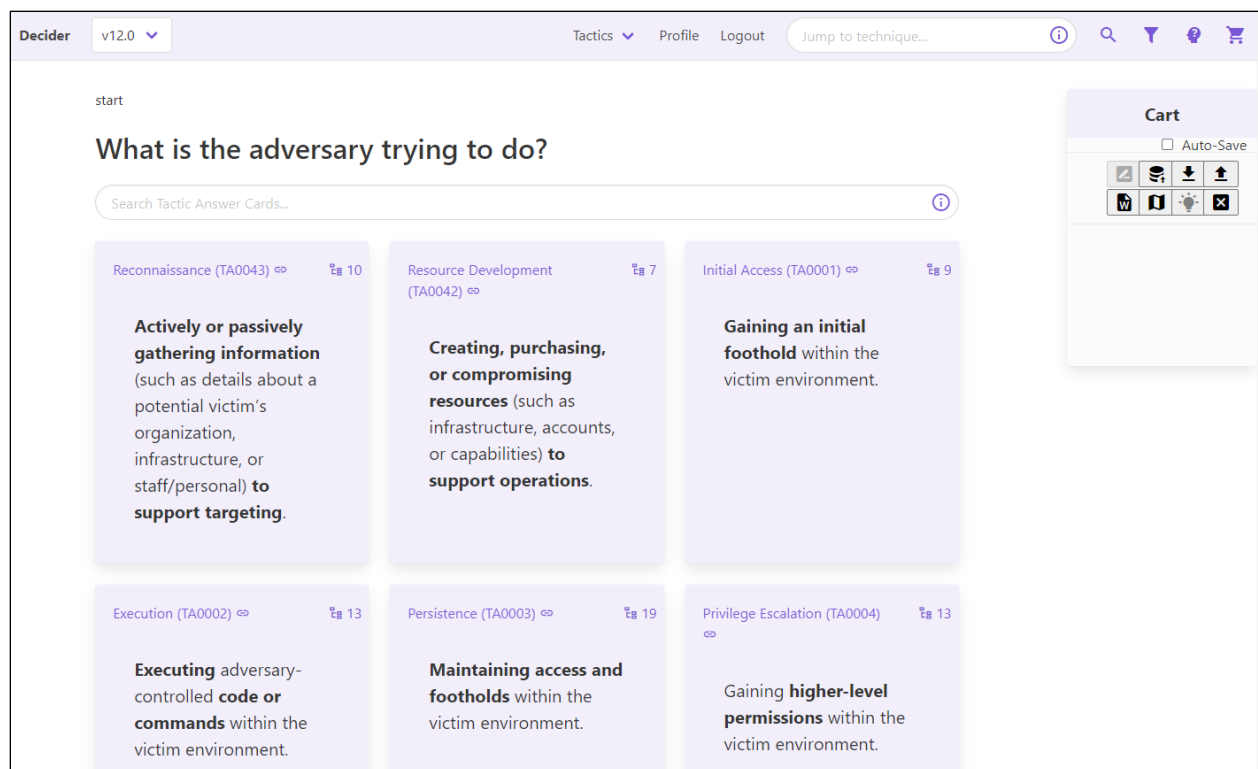 Decider v12.0 Tactics Profile Logout Jump to technique...
start
What is the adversary trying to do?
Search Tactic Answer Cards...
Cart
Auto-Save
W
Reconnaissance (TA0043) 10
Actively or passively
gathering information
(such as details about a
potential victim's
organization,
infrastructure, or
staff/personal) to
support targeting.
Resource Development 7
(TA0042)
Creating, purchasing,
or compromising
resources (such as
infrastructure, accounts,
or capabilities) to
support operations.
Initial Access (TA0001) 9
Gaining an initial
foothold within the
victim environment.
Execution (TA0002) 13
Executing adversary-
controlled code or
commands within the
victim environment.
Persistence (TA0003) 19
Maintaining access and
footholds within the
victim environment.
Privilege Escalation (TA0004) 13
Gaining higher-level
permissions within the
victim environment.